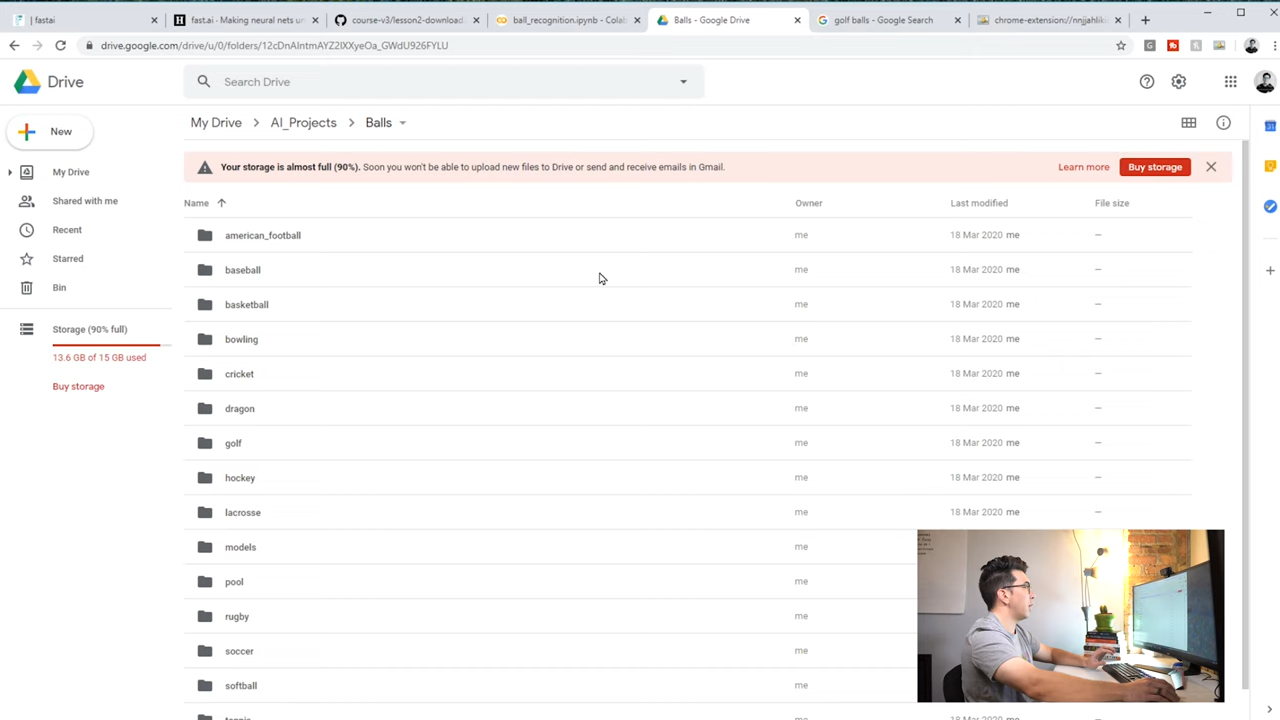 | fastai
fast.ai · Making neural nets un
course-v3/lesson2-download.
ball_recognition.ipynb - Colab
Balls - Google Drive
golf balls - Google Search
chrome-extension://nnjjahlik
drive.google.com/drive/u/0/folders/12cDnAIntmAYZ2IXXyeOa_GWdU926FYLU
Drive
Search Drive
New
My Drive > AI_Projects > Balls
Your storage is almost full (90%). Soon you won't be able to upload new files to Drive or send and receive emails in Gmail.
Learn more
Buy storage
My Drive
Shared with me
Recent
Starred
Bin
Storage (90% full)
13.6 GB of 15 GB used
Buy storage
Name Owner Last modified File size
american_football me 18 Mar 2020 me –
baseball me 18 Mar 2020 me –
basketball me 18 Mar 2020 me –
bowling me 18 Mar 2020 me –
cricket me 18 Mar 2020 me –
dragon me 18 Mar 2020 me –
golf me 18 Mar 2020 me –
hockey me 18 Mar 2020 me –
lacrosse me 18 Mar 2020 me –
models me
pool me
rugby me
soccer me
softball me